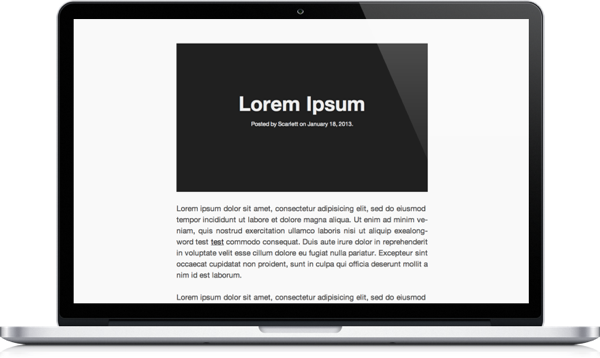 Lorem Ipsum
Posted by Scarlett on January 18, 2013.
Lorem ipsum dolor sit amet, consectetur adipisicing elit, sed do eiusmod
tempor incididunt ut labore et dolore magna aliqua. Ut enim ad minim ve-
niam, quis nostrud exercitation ullamco laboris nisi ut aliquip exealong-
word test test commodo consequat. Duis aute irure dolor in reprehenderit
in voluptate velit esse cillum dolore eu fugiat nulla pariatur. Excepteur sint
occaecat cupidatat non proident, sunt in culpa qui officia deserunt mollit a
nim id est laborum.
Lorem ipsum dolor sit amet, consectetur adipisicing elit, sed do eiusmod